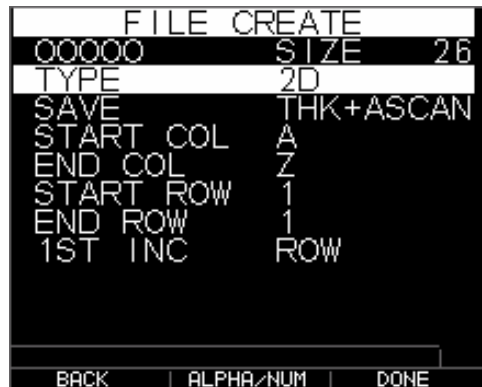 FILE CREATE
00000 SIZE 26
TYPE 2D
SAVE THK+ASCAN
START COL A
END COL Z
START ROW 1
END ROW 1
1ST INC ROW
BACK | ALPHA/NUM | DONE